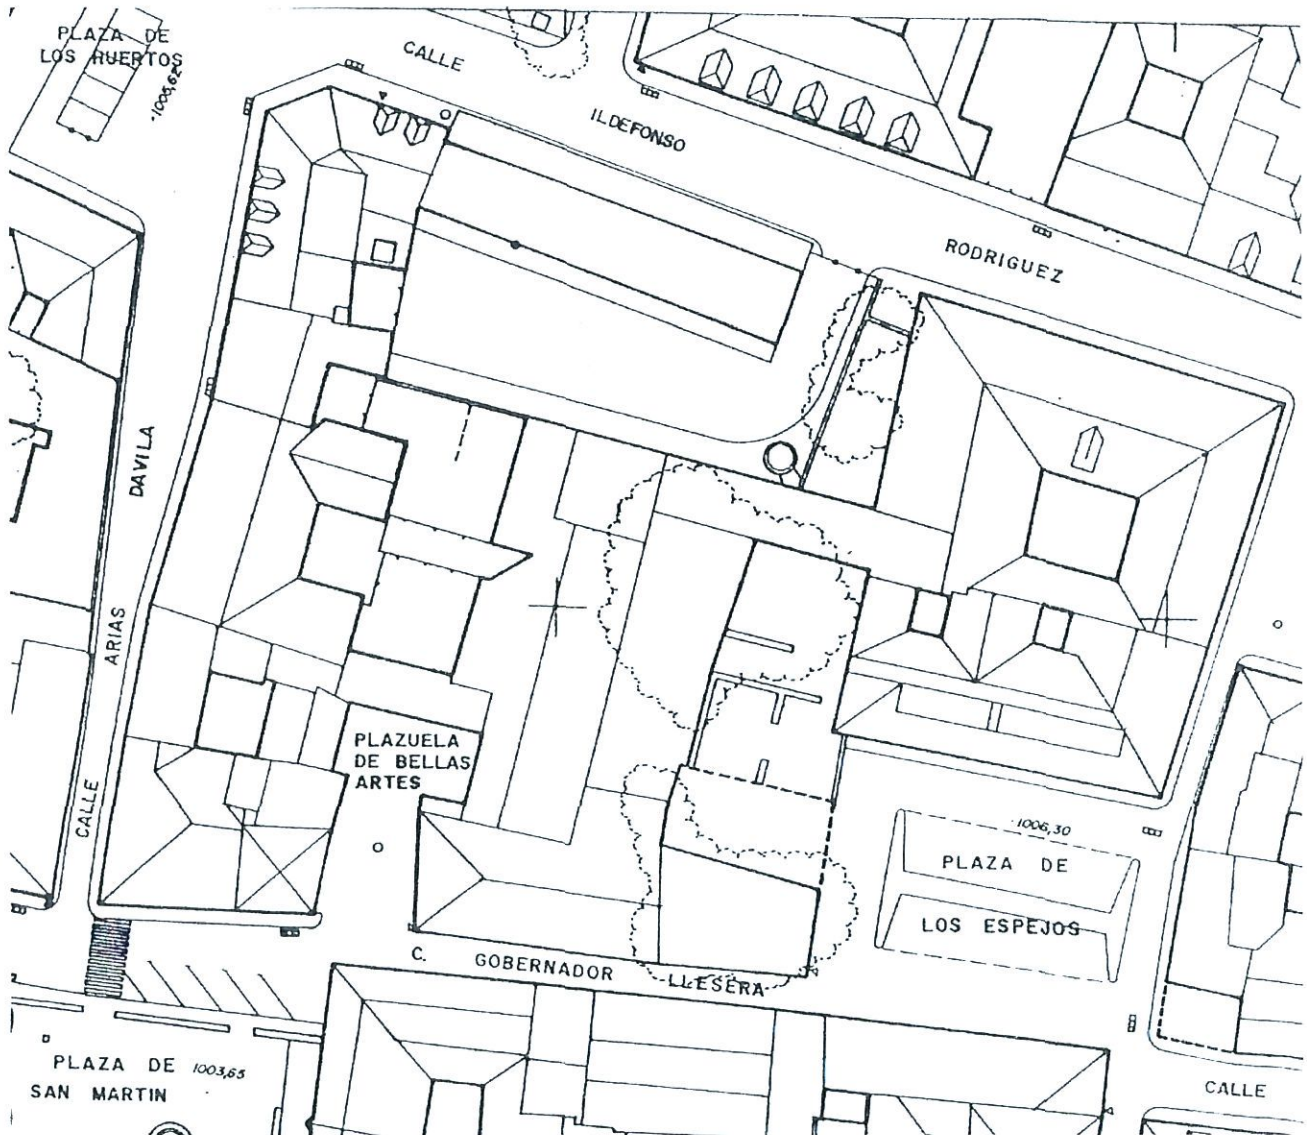 PLAZA DE
LOS HUERTOS
1005,62
CALLE
ILDEFONSO
RODRIGUEZ
CALLE
ARIAS
DAVILA
PLAZUELA
DE BELLAS
ARTES
1006,30
PLAZA DE
LOS ESPEJOS
C. GOBERNADOR LLESERA
PLAZA DE 1003,65
SAN MARTIN
CALLE